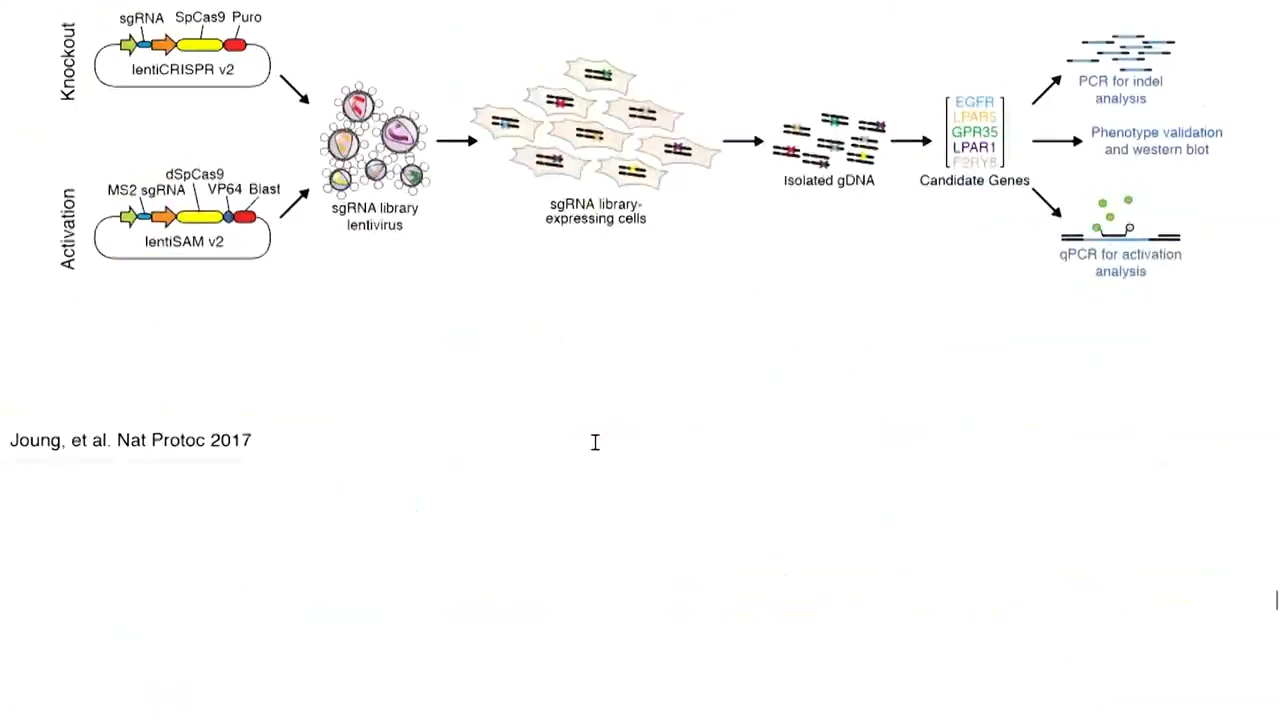 Knockout
sgRNA SpCas9 Puro
lentiCRISPR v2
Activation
dSpCas9
MS2 sgRNA VP64 Blast
lentiSAM v2
sgRNA library
lentivirus
sgRNA library-
expressing cells
Isolated gDNA
EGFR
LPAR5
GPR35
LPAR1
P2RY8
Candidate Genes
PCR for indel
analysis
Phenotype validation
and western blot
qPCR for activation
analysis
Joung, et al. Nat Protoc 2017